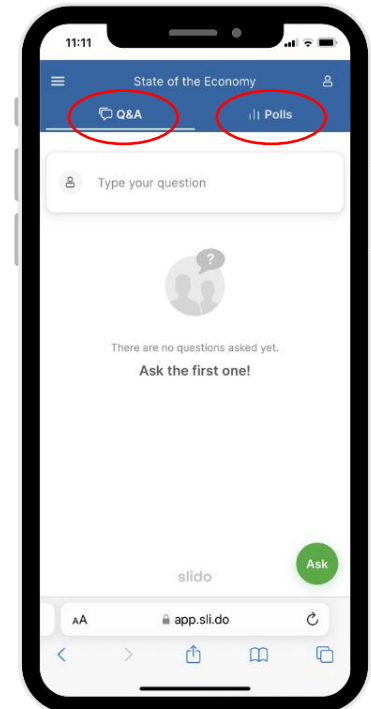 11:11
State of the Economy
Q&A Polls
Type your question
?
There are no questions asked yet.
Ask the first one!
Ask
slido
AA app.sli.do